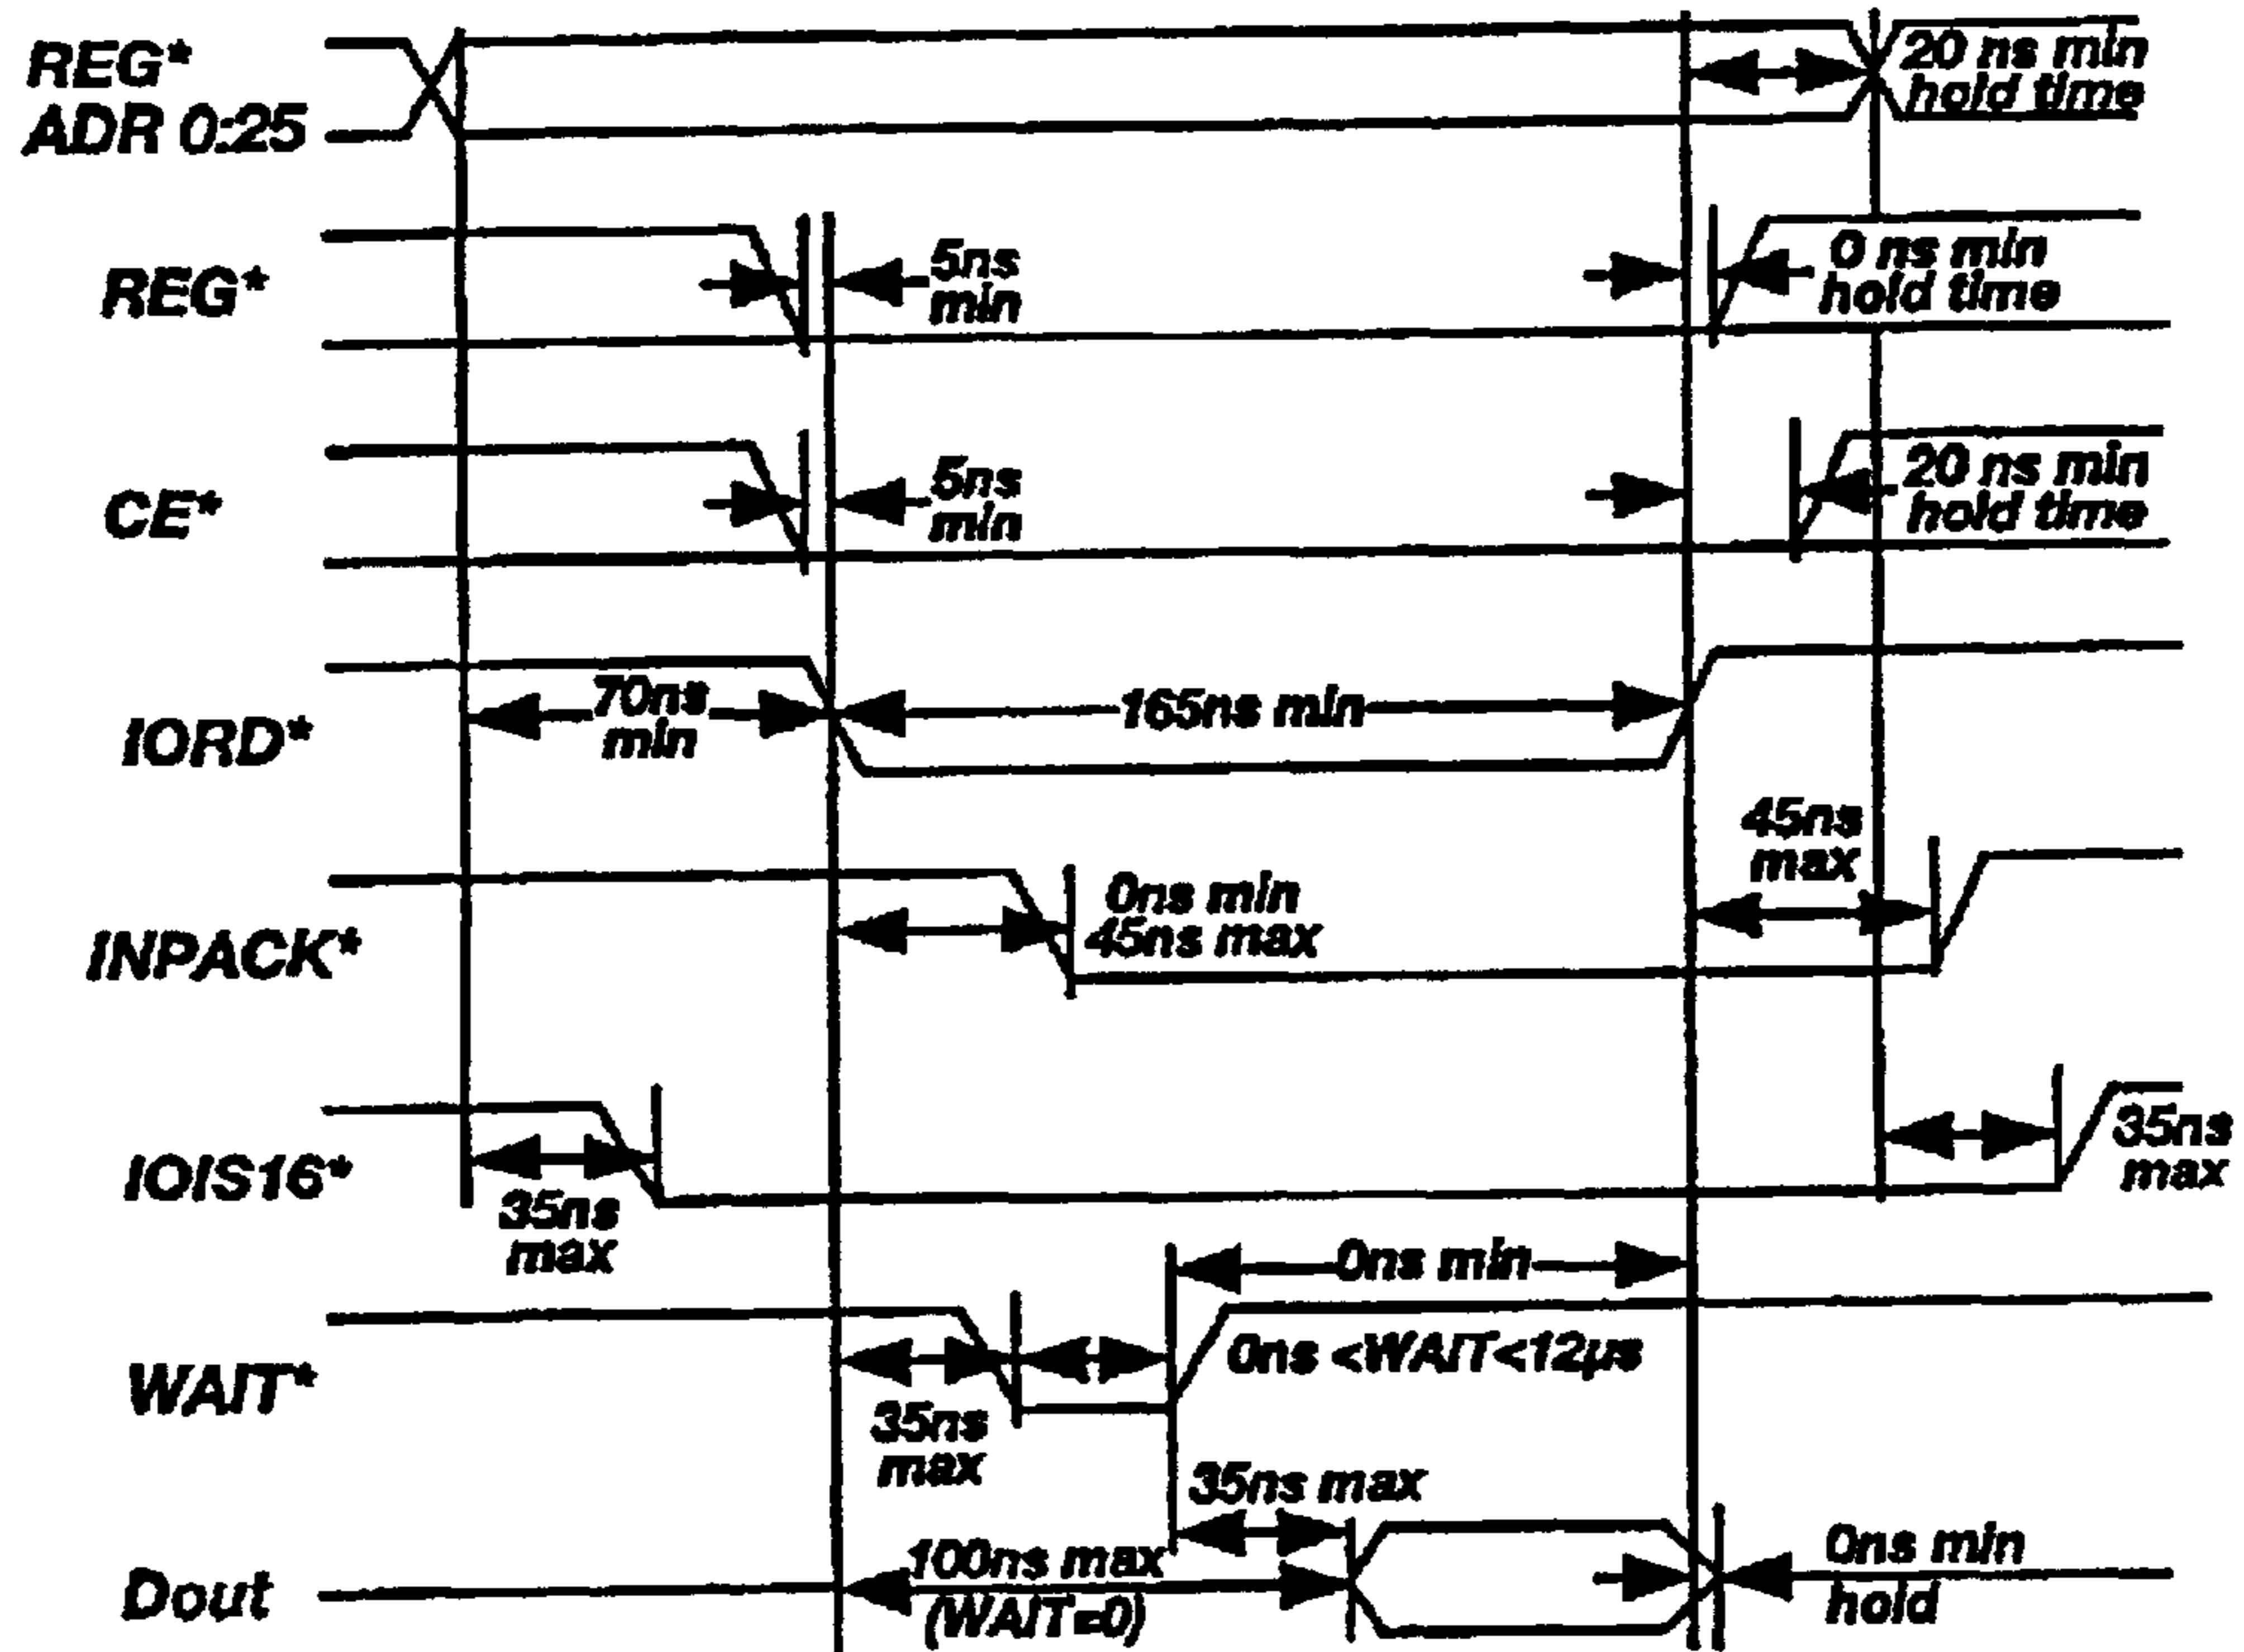 REG*
ADR 0:25
20 ns min
hold time
REG*
5ns
min
0 ns min
hold time
CE*
5ns
min
20 ns min
hold time
IORD*
70ns
min
165ns min
INPACK*
0ns min
45ns max
45ns
max
IOIS16*
35ns
max
35ns
max
WAIT*
0ns min
35ns
max
0ns <WAIT<12µs
Dout
35ns max
100ns max
(WAIT=0)
0ns min
hold